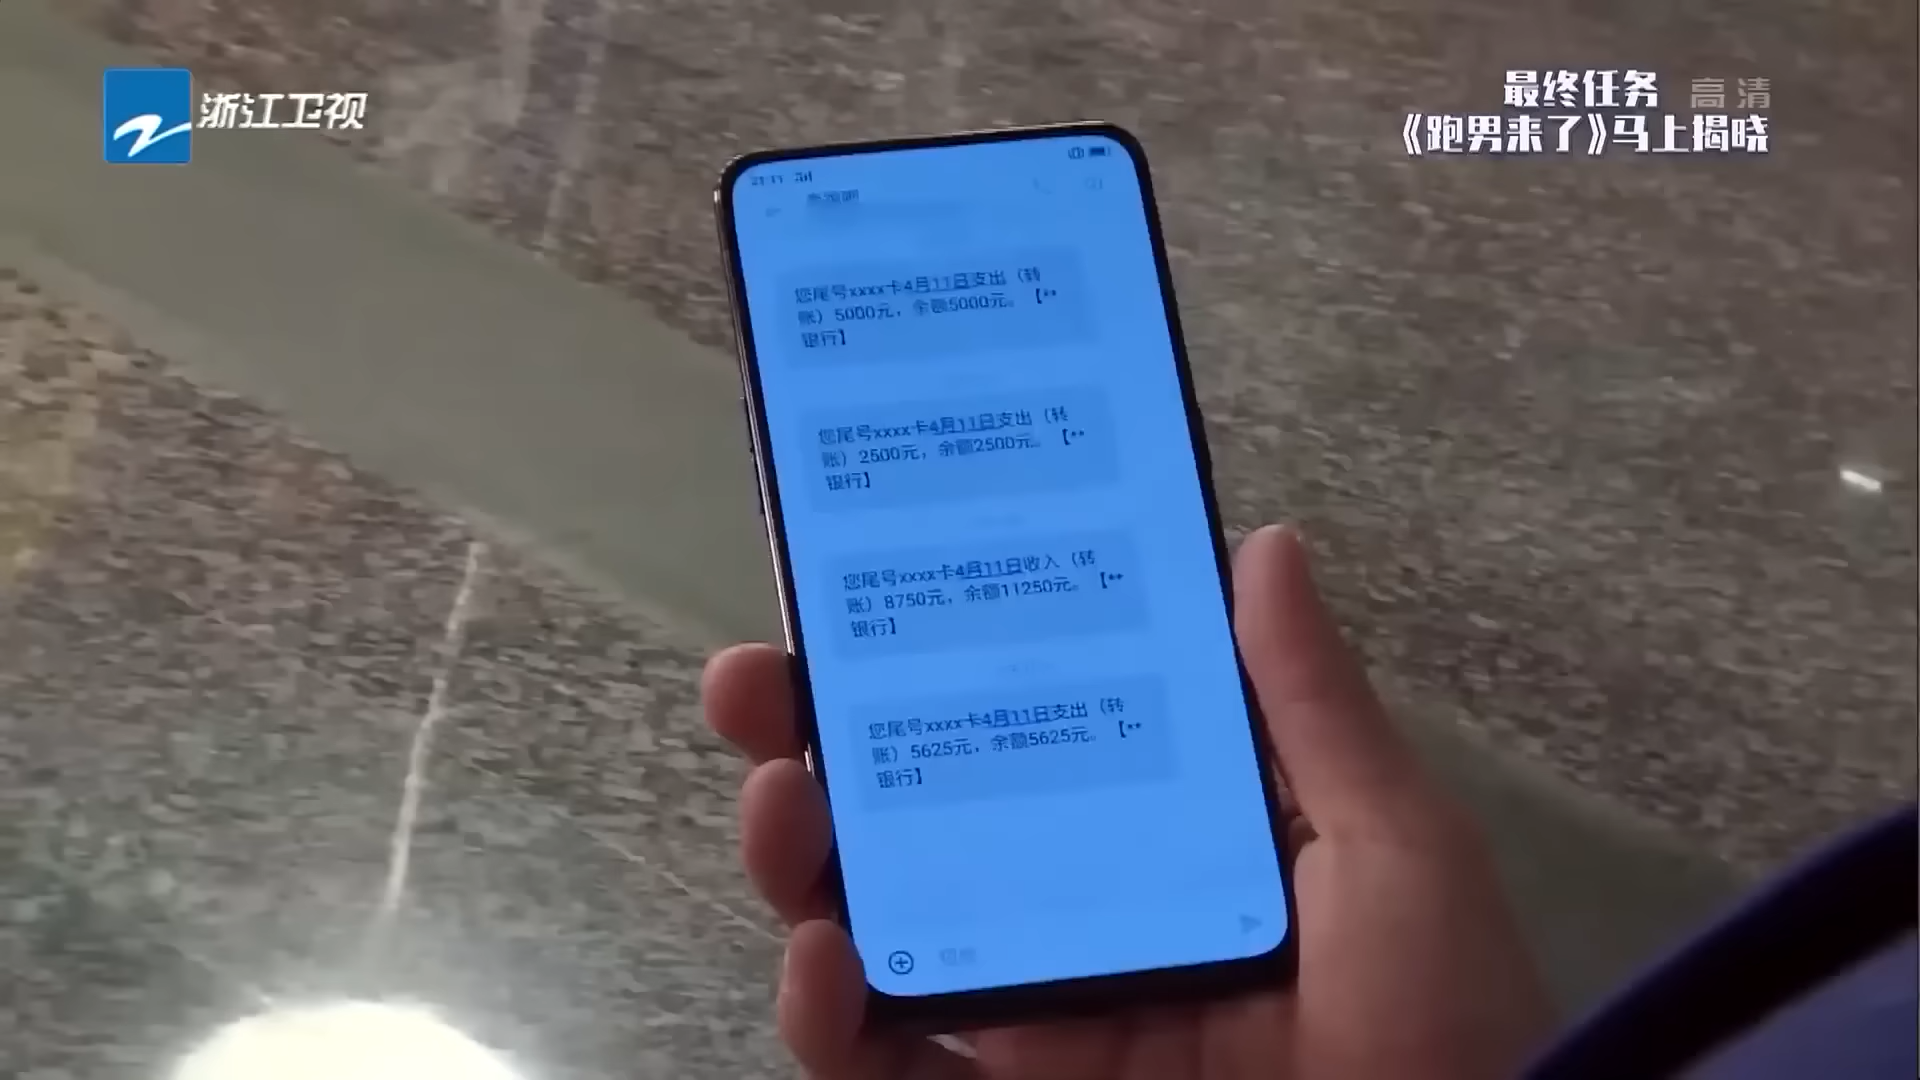 浙江卫视
最终任务 高清
《跑男来了》马上揭晓
21:11
您尾号xxxx卡4月11日支出（转
账）5000元，余额5000元。【**
银行】
您尾号xxxx卡4月11日支出（转
账）2500元，余额2500元。【**
银行】
您尾号xxxx卡4月11日收入（转
账）8750元，余额11250元。【**
银行】
您尾号xxxx卡4月11日支出（转
账）5625元，余额5625元。【**
银行】